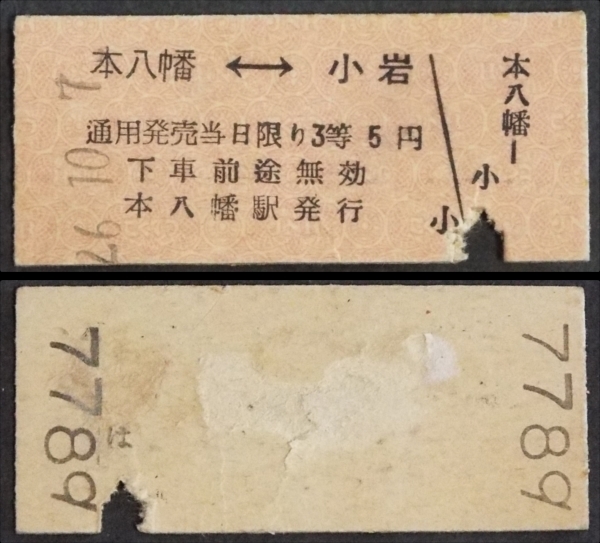 本八幡 ↔ 小岩
通用発売当日限り3等 5円
下車前途無効
本八幡駅発行
本八幡ー
小
小
26.10.7
7789
は
7789